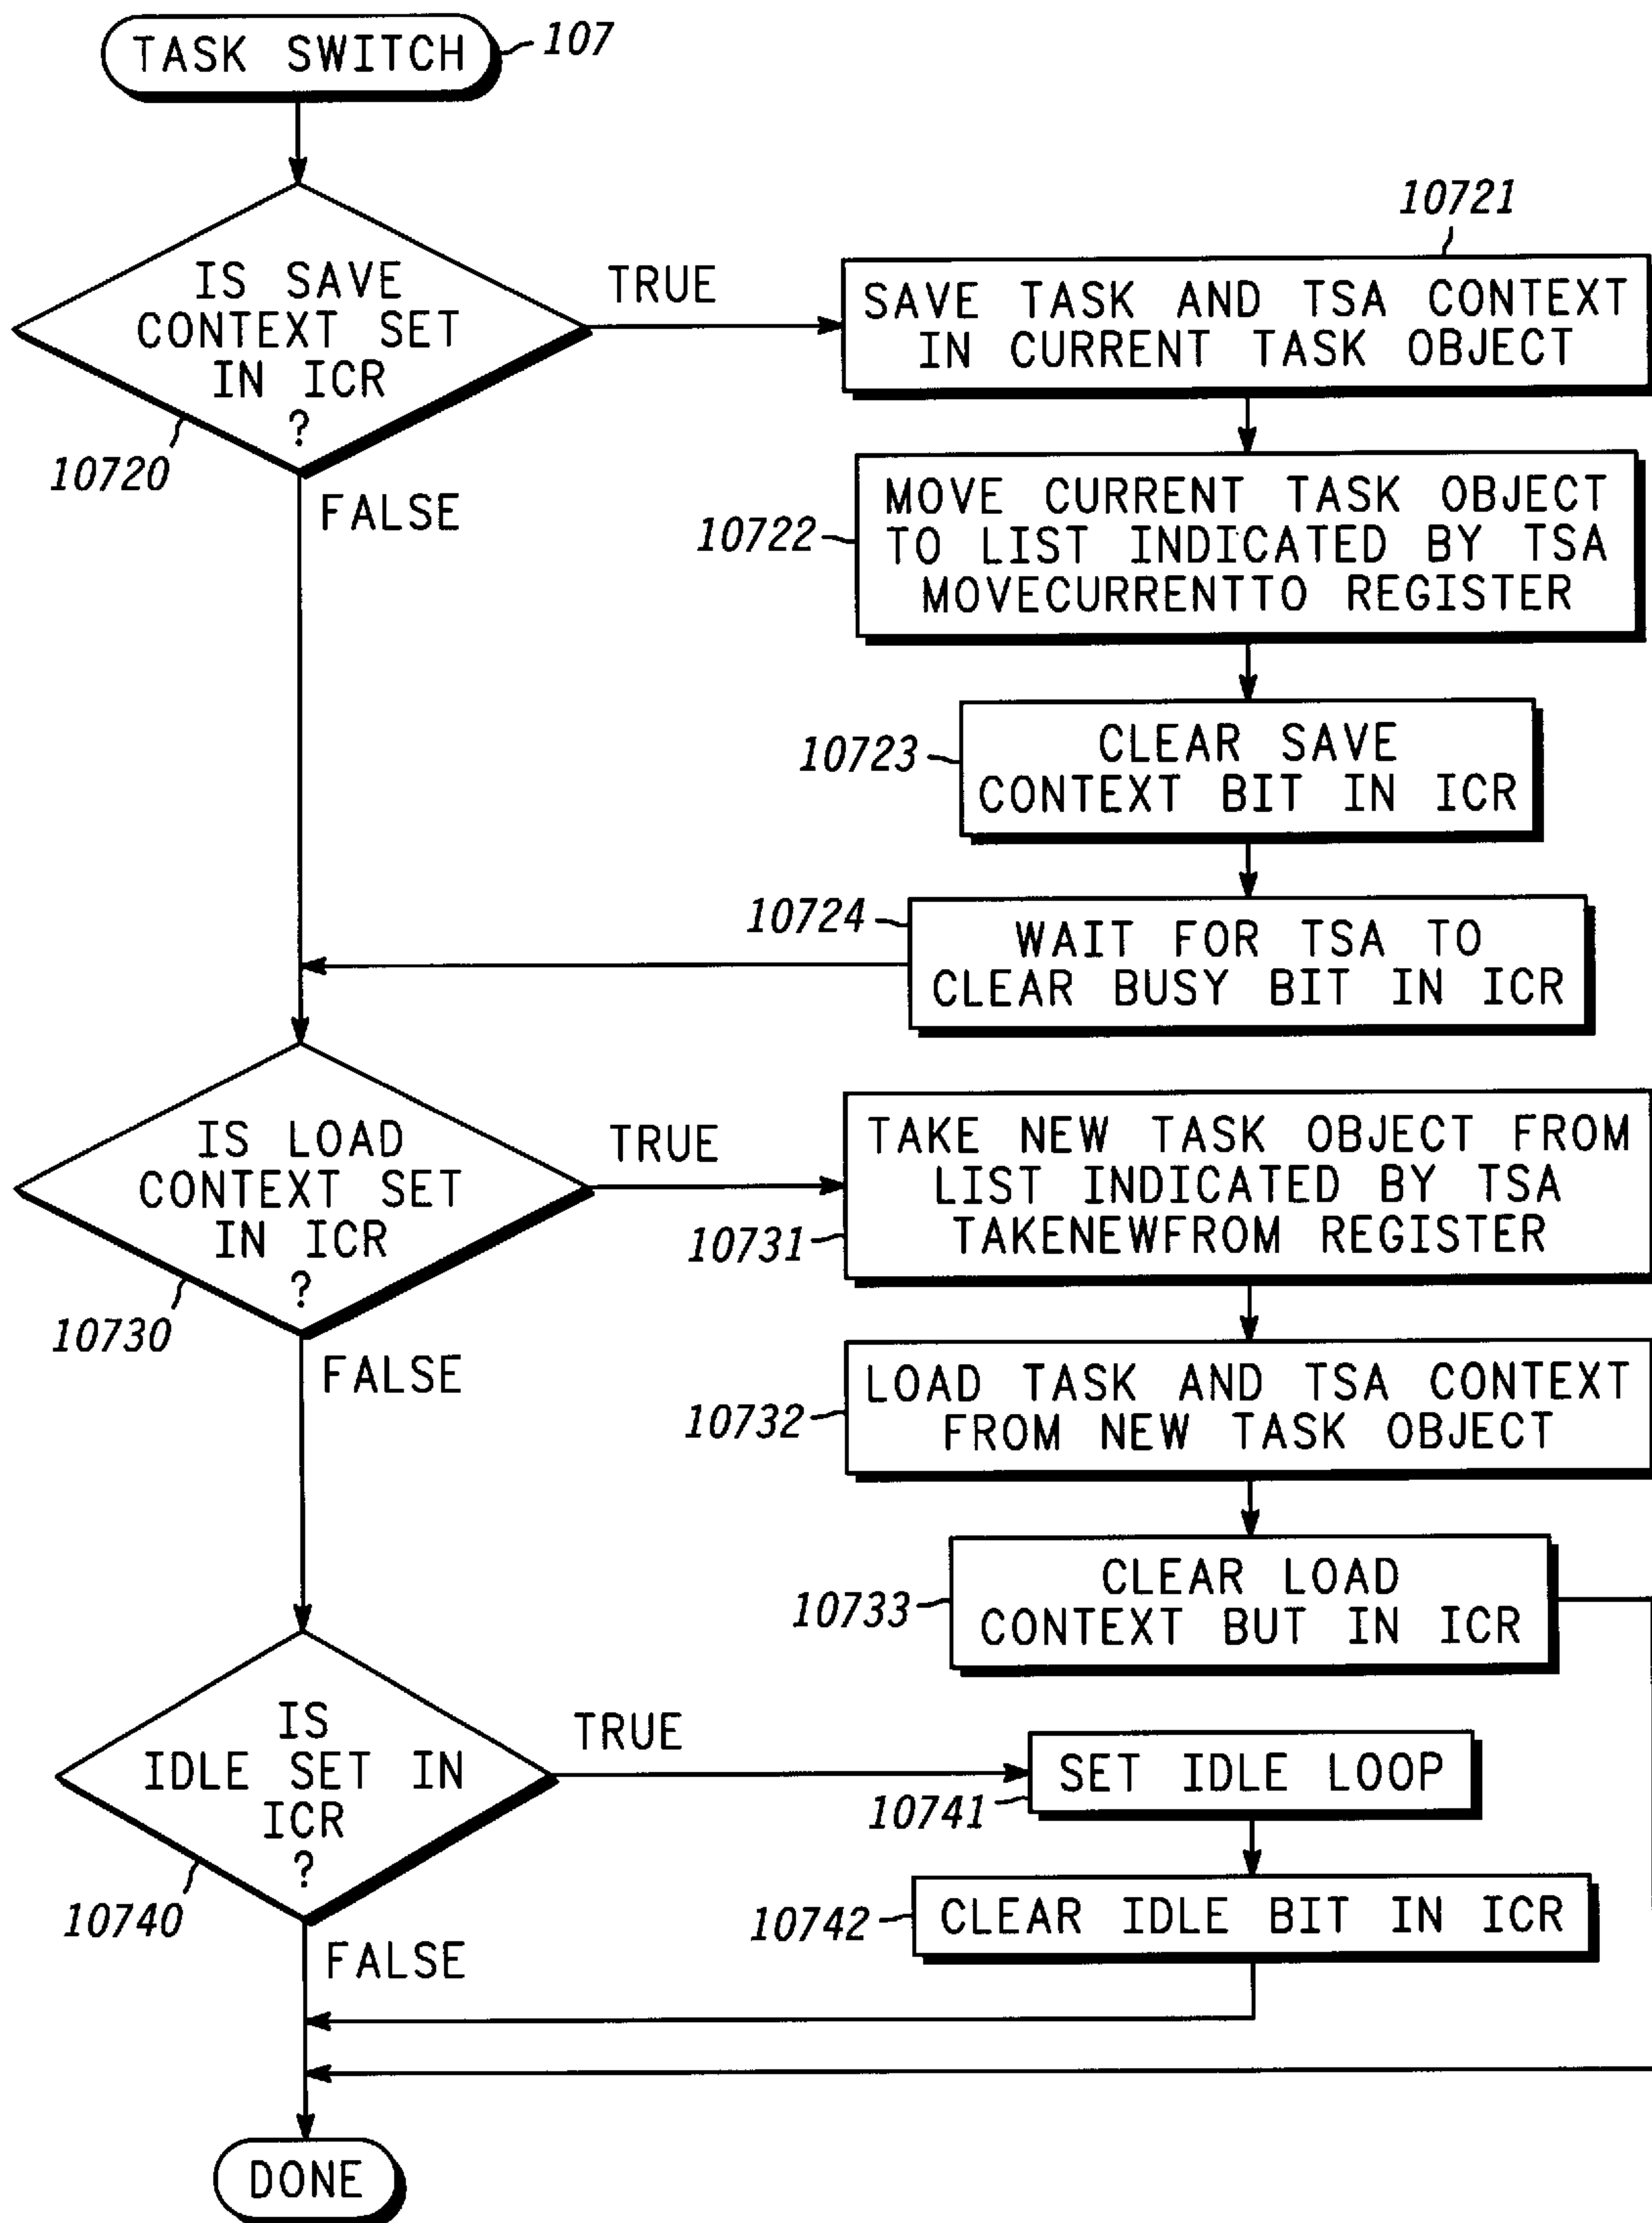 TASK SWITCH
107
IS SAVE
CONTEXT SET
IN ICR
?
10720
TRUE
FALSE
10721
SAVE TASK AND TSA CONTEXT
IN CURRENT TASK OBJECT
10722
MOVE CURRENT TASK OBJECT
TO LIST INDICATED BY TSA
MOVECURRENTTO REGISTER
10723
CLEAR SAVE
CONTEXT BIT IN ICR
10724
WAIT FOR TSA TO
CLEAR BUSY BIT IN ICR
IS LOAD
CONTEXT SET
IN ICR
?
10730
TRUE
FALSE
TAKE NEW TASK OBJECT FROM
LIST INDICATED BY TSA
TAKENEWFROM REGISTER
10731
10732
LOAD TASK AND TSA CONTEXT
FROM NEW TASK OBJECT
10733
CLEAR LOAD
CONTEXT BUT IN ICR
IS
IDLE SET IN
ICR
?
10740
TRUE
FALSE
SET IDLE LOOP
10741
10742
CLEAR IDLE BIT IN ICR
DONE